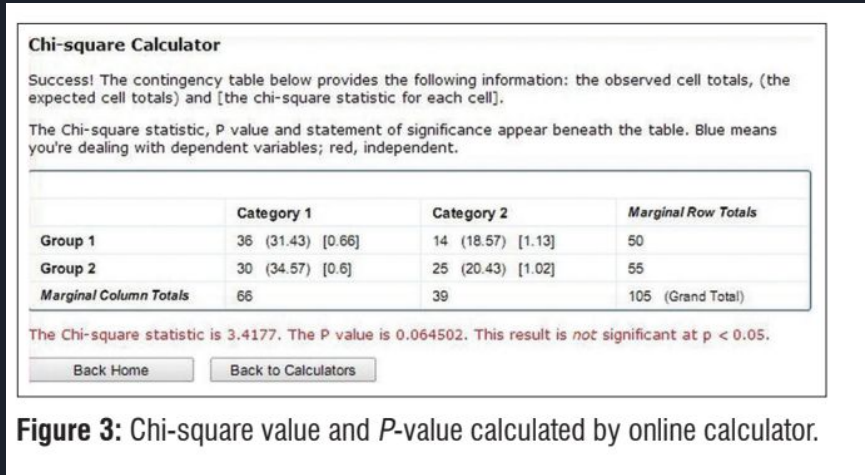 Chi-square Calculator
Success! The contingency table below provides the following information: the observed cell totals, (the
expected cell totals) and [the chi-square statistic for each cell].
The Chi-square statistic, P value and statement of significance appear beneath the table. Blue means
you're dealing with dependent variables; red, independent.
Category 1 Category 2 Marginal Row Totals
Group 1 36 (31.43) [0.66] 14 (18.57) [1.13] 50
Group 2 30 (34.57) [0.6] 25 (20.43) [1.02] 55
Marginal Column Totals 66 39 105 (Grand Total)
The Chi-square statistic is 3.4177. The P value is 0.064502. This result is not significant at p < 0.05.
Back Home Back to Calculators
Figure 3: Chi-square value and P-value calculated by online calculator.